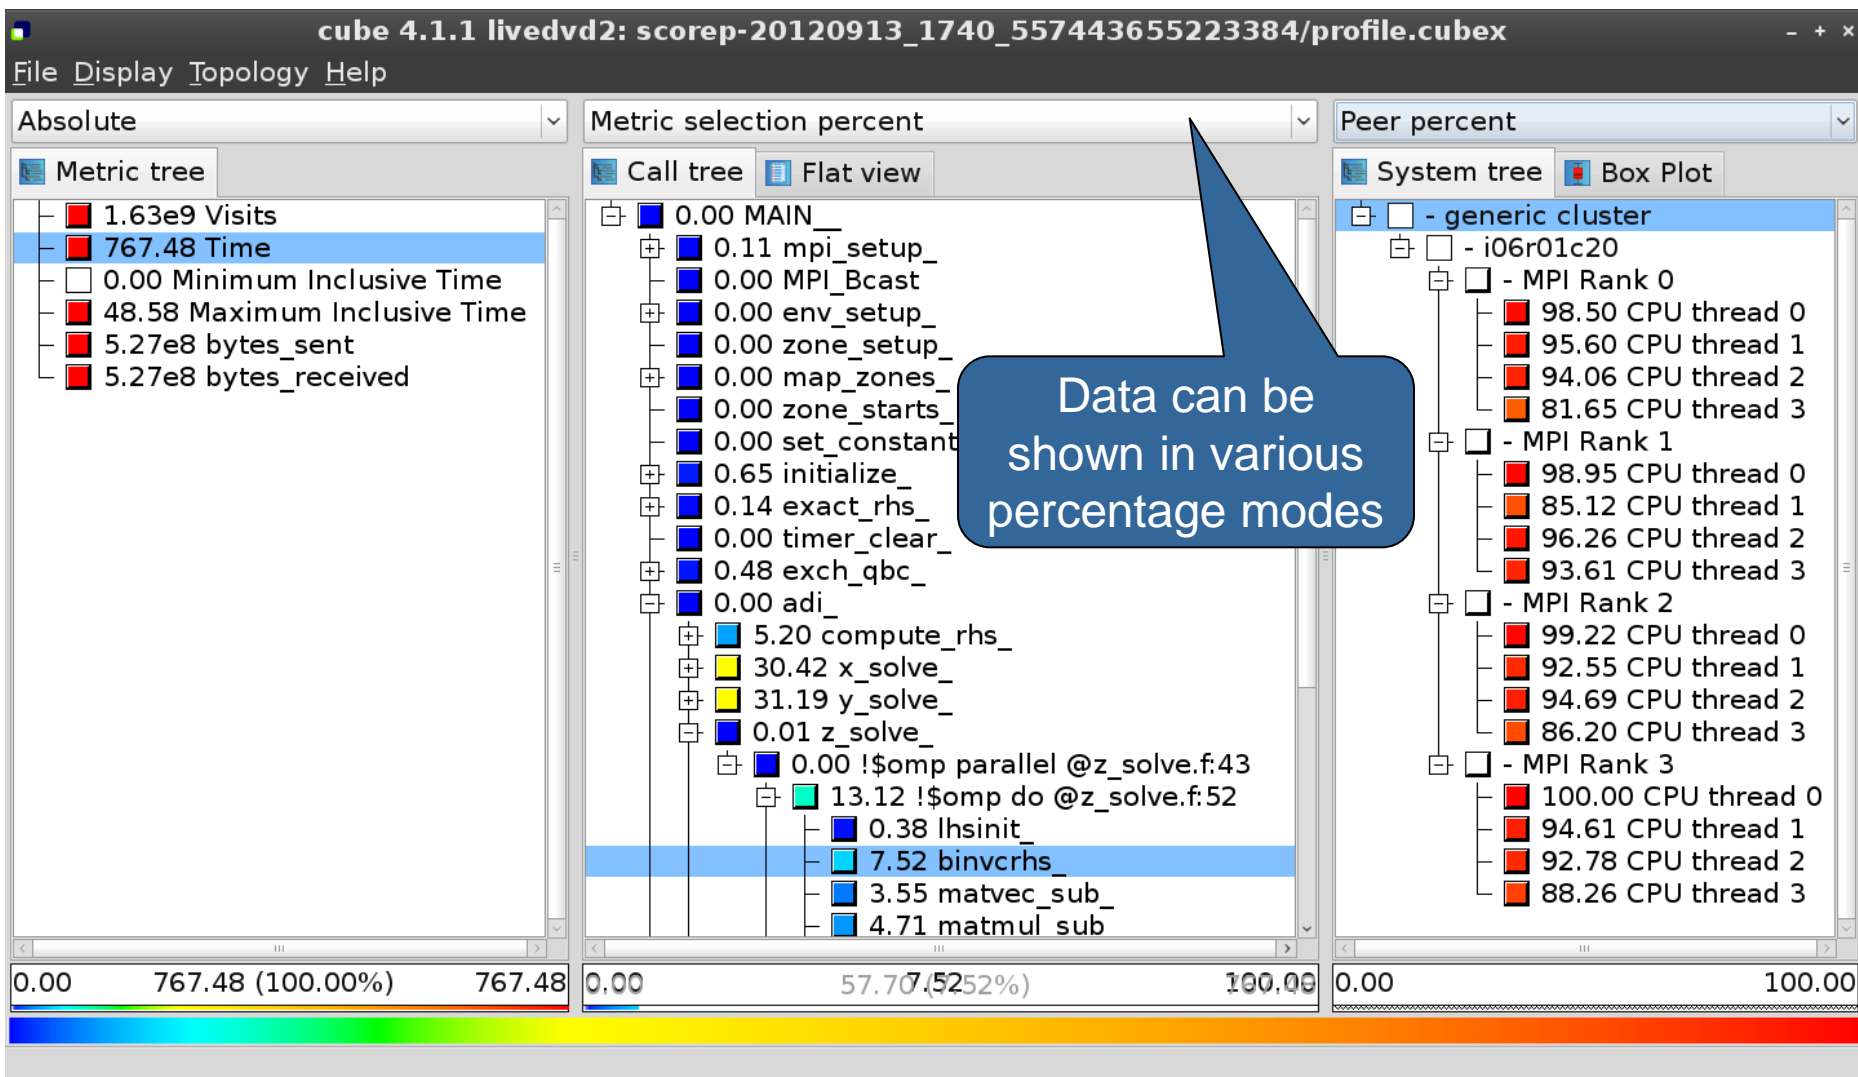 cube 4.1.1 livedvd2: scorep-20120913_1740_557443655223384/profile.cubex
File Display Topology Help
Absolute
Metric tree
1.63e9 Visits
767.48 Time
0.00 Minimum Inclusive Time
48.58 Maximum Inclusive Time
5.27e8 bytes_sent
5.27e8 bytes_received
0.00 767.48 (100.00%) 767.48
Metric selection percent
Call tree Flat view
0.00 MAIN__
0.11 mpi_setup_
0.00 MPI_Bcast
0.00 env_setup_
0.00 zone_setup_
0.00 map_zones_
0.00 zone_starts_
0.00 set_constant
0.65 initialize_
0.14 exact_rhs_
0.00 timer_clear_
0.48 exch_qbc_
0.00 adi_
5.20 compute_rhs_
30.42 x_solve_
31.19 y_solve_
0.01 z_solve_
0.00 !$omp parallel @z_solve.f:43
13.12 !$omp do @z_solve.f:52
0.38 lhsinit_
7.52 binvcrhs_
3.55 matvec_sub_
4.71 matmul_sub
0.00 7.52 100.00
0.00 57.70 (7.52%) 767.48
Data can be
shown in various
percentage modes
Peer percent
System tree Box Plot
- generic cluster
- i06r01c20
- MPI Rank 0
98.50 CPU thread 0
95.60 CPU thread 1
94.06 CPU thread 2
81.65 CPU thread 3
- MPI Rank 1
98.95 CPU thread 0
85.12 CPU thread 1
96.26 CPU thread 2
93.61 CPU thread 3
- MPI Rank 2
99.22 CPU thread 0
92.55 CPU thread 1
94.69 CPU thread 2
86.20 CPU thread 3
- MPI Rank 3
100.00 CPU thread 0
94.61 CPU thread 1
92.78 CPU thread 2
88.26 CPU thread 3
0.00 100.00